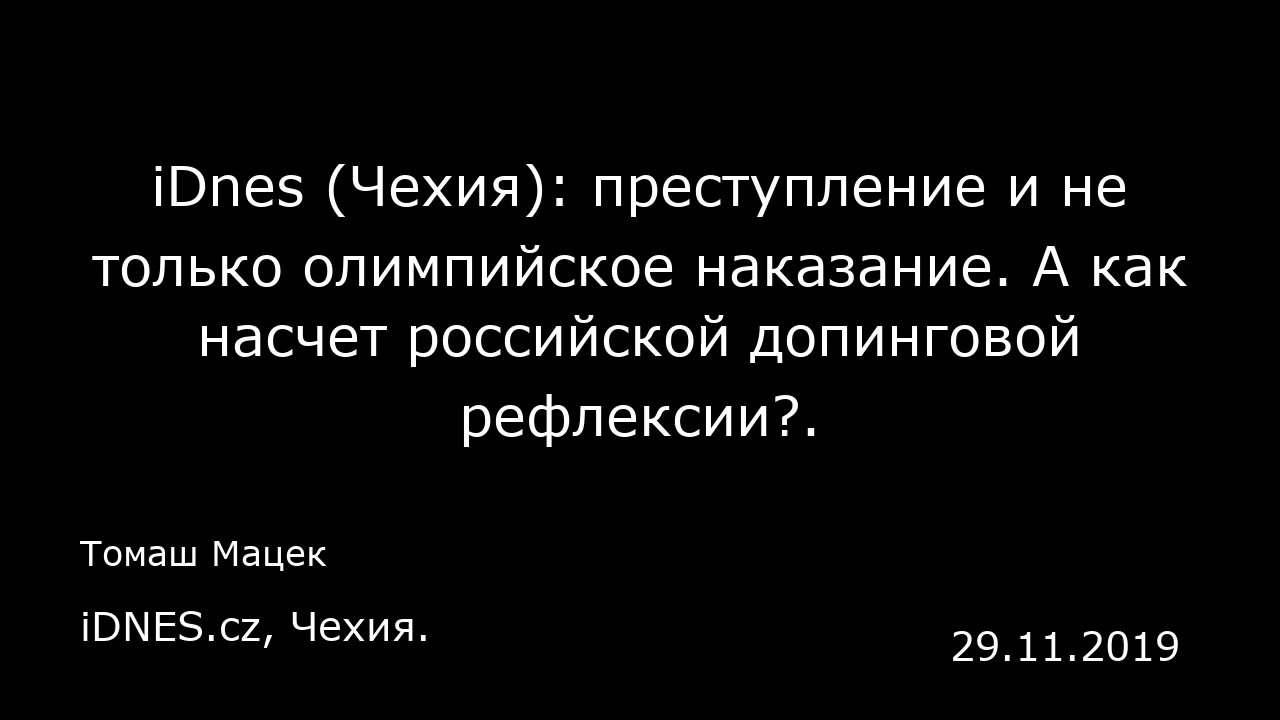 iDnes (Чехия): преступление и не
только олимпийское наказание. А как
насчет российской допинговой
рефлексии?.
Томаш Мацек
iDNES.cz, Чехия.
29.11.2019